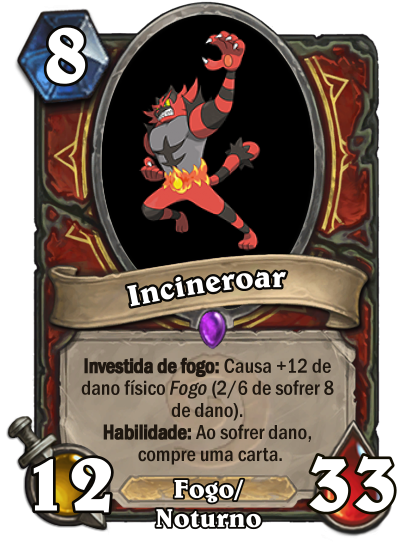 8
Incineroar
Investida de fogo: Causa +12 de
dano físico Fogo (2/6 de sofrer 8
de dano).
Habilidade: Ao sofrer dano,
compre uma carta.
12
33
Fogo/
Noturno